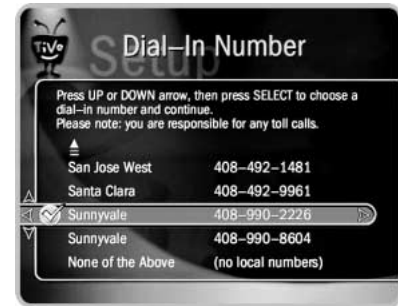 TiVo
Setup
Dial–In Number
Press UP or DOWN arrow, then press SELECT to choose a
dial–in number and continue.
Please note: you are responsible for any toll calls.
San Jose West 408–492–1481
Santa Clara 408–492–9961
Sunnyvale 408–990–2226
Sunnyvale 408–990–8604
None of the Above (no local numbers)